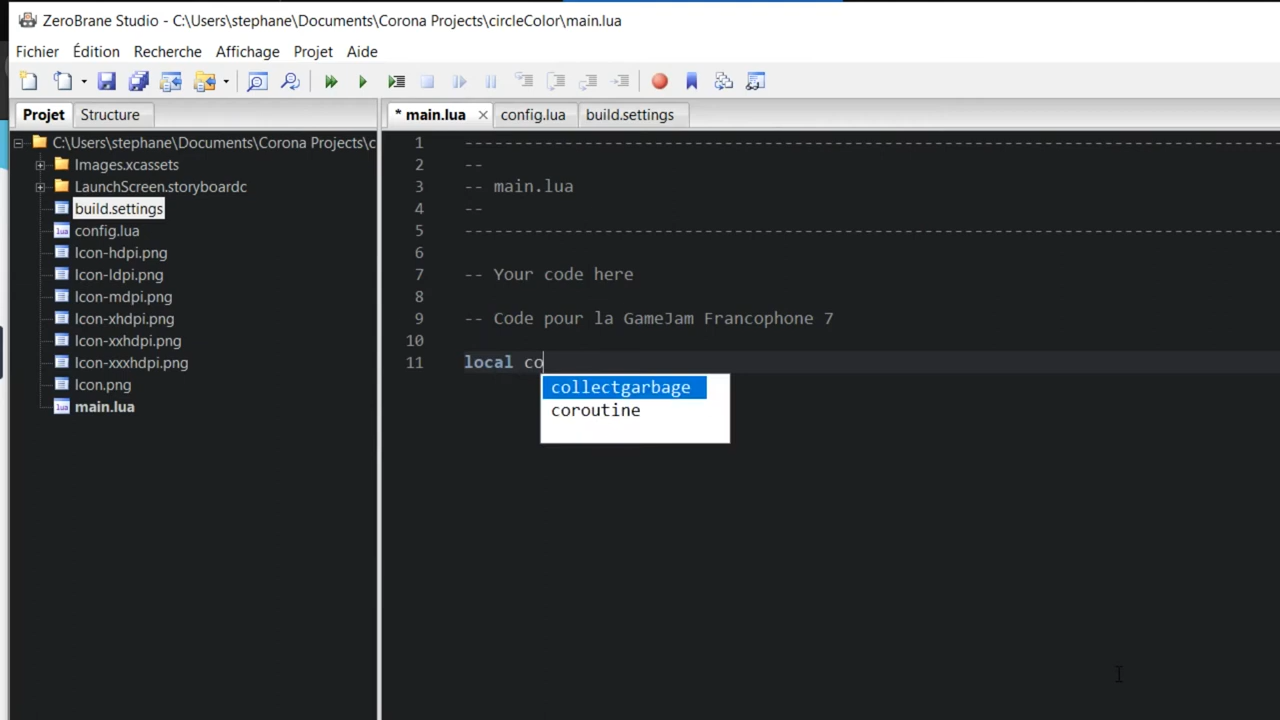 ZeroBrane Studio - C:\Users\stephane\Documents\Corona Projects\circleColor\main.lua
Fichier Édition Recherche Affichage Projet Aide
Projet Structure
* main.lua config.lua build.settings
C:\Users\stephane\Documents\Corona Projects\c
Images.xcassets
LaunchScreen.storyboardc
build.settings
config.lua
Icon-hdpi.png
Icon-ldpi.png
Icon-mdpi.png
Icon-xhdpi.png
Icon-xxhdpi.png
Icon-xxxhdpi.png
Icon.png
main.lua
1 -----------------------------------------------------------------------------------------
2 --
3 -- main.lua
4 --
5 -----------------------------------------------------------------------------------------
6
7 -- Your code here
8
9 -- Code pour la GameJam Francophone 7
10
11 local co
collectgarbage
coroutine